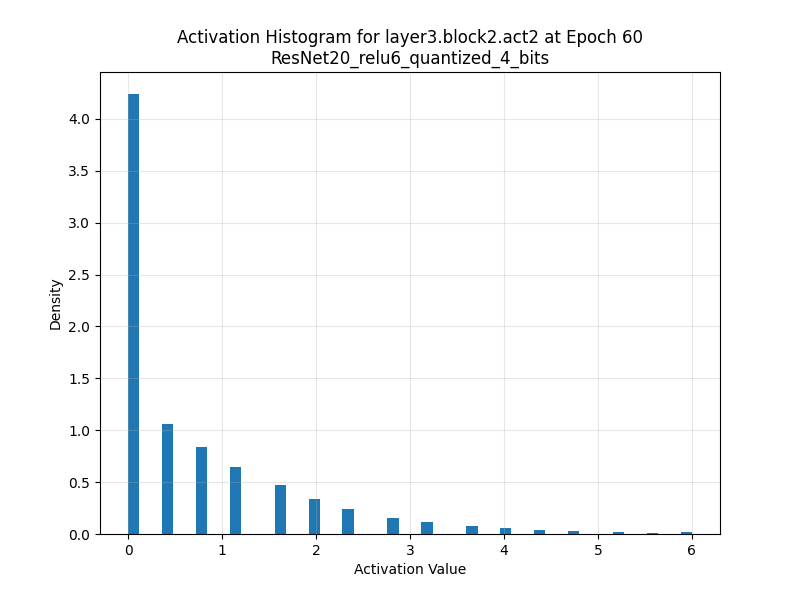 Activation Histogram for layer3.block2.act2 at Epoch 60
ResNet20_relu6_quantized_4_bits
4.0
3.5
3.0
2.5
2.0
1.5
1.0
0.5
0.0
Density
0 1 2 3 4 5 6
Activation Value